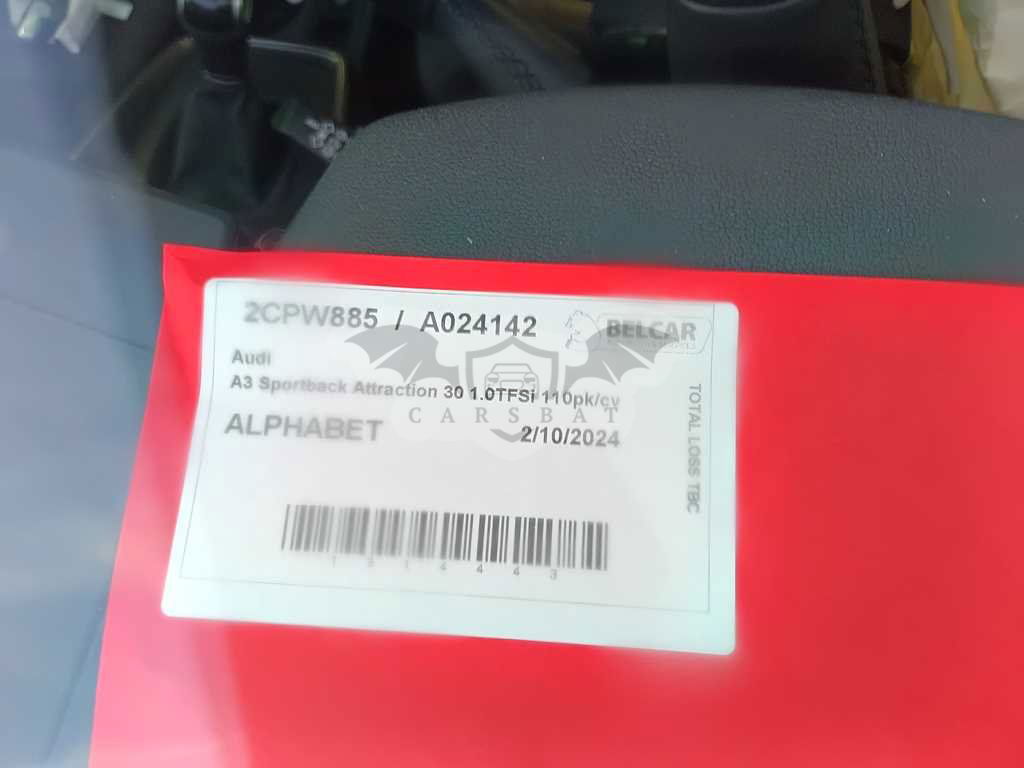 2CPW885 / A024142
BELCAR
Audi
A3 Sportback Attraction 30 1.0TFSi 110pk/cv
CARSBAT
ALPHABET
2/10/2024
TOTAL LOSS TBC